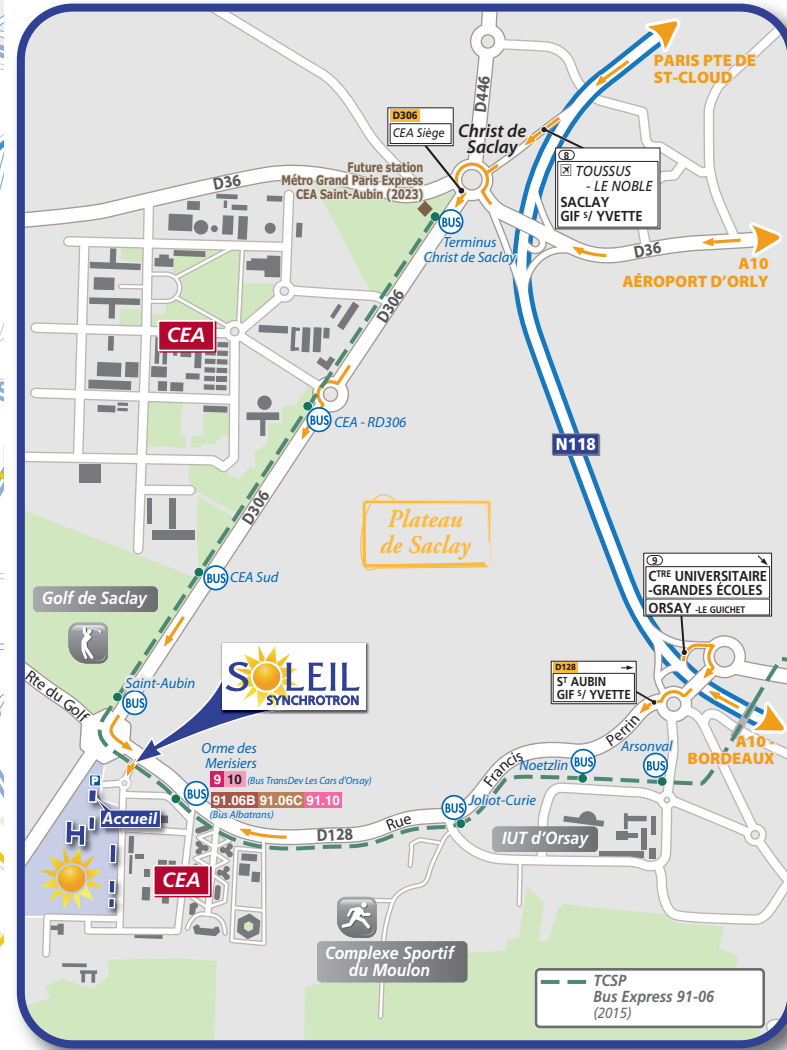 PARIS PTE DE
ST-CLOUD
D446
D306
CEA Siège
Christ de
Saclay
8
TOUSSUS
- LE NOBLE
SACLAY
GIF S/ YVETTE
D36
Future station
Métro Grand Paris Express
CEA Saint-Aubin (2023)
BUS
Terminus
Christ de Saclay
D36
A10
AÉROPORT D'ORLY
D306
CEA
BUS
CEA - RD306
N118
D306
Plateau
de Saclay
BUS
CEA Sud
9
CTRE UNIVERSITAIRE
-GRANDES ÉCOLES
ORSAY -LE GUICHET
Golf de Saclay
SOLEIL
SYNCHROTRON
D128
ST AUBIN
GIF S/ YVETTE
Rte du Golf
Saint-Aubin
BUS
A10 -
BORDEAUX
Orme des
Merisiers
BUS
9 10 (Bus TransDev Les Cars d'Orsay)
91.06B 91.06C 91.10
(Bus Albatrans)
Rue Francis Perrin
Noetzlin
BUS
Arsonval
BUS
BUS
Joliot-Curie
P
Accueil
H
D128
IUT d'Orsay
CEA
Complexe Sportif
du Moulon
TCSP
Bus Express 91-06
(2015)